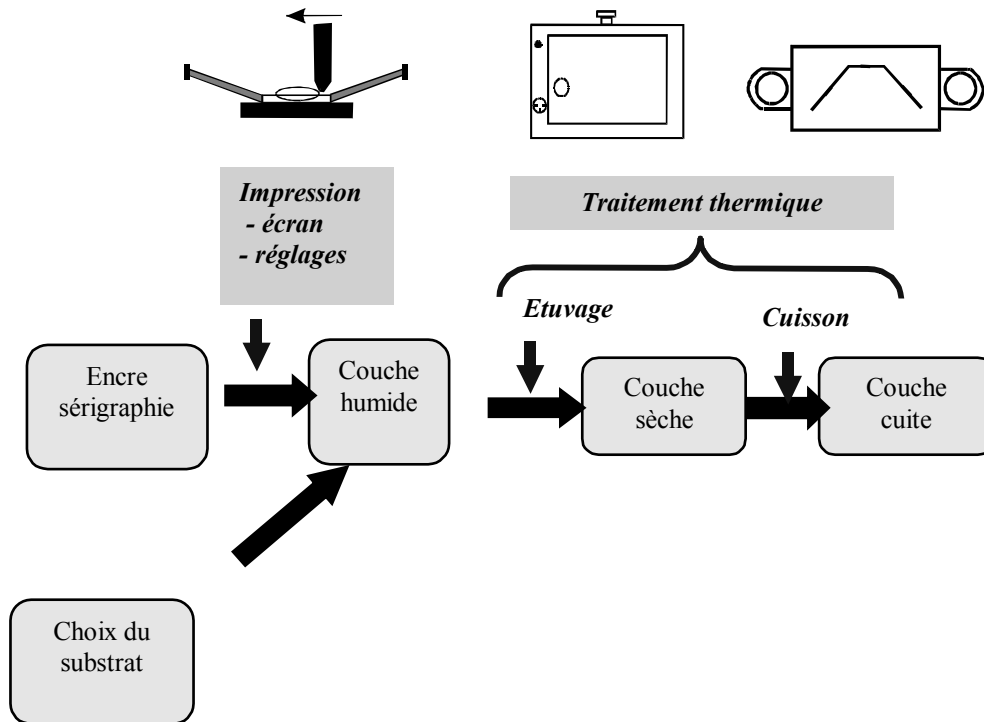 Impression
- écran
- réglages
Traitement thermique
Etuvage
Cuisson
Encre
sérigraphie
Couche
humide
Couche
sèche
Couche
cuite
Choix du
substrat